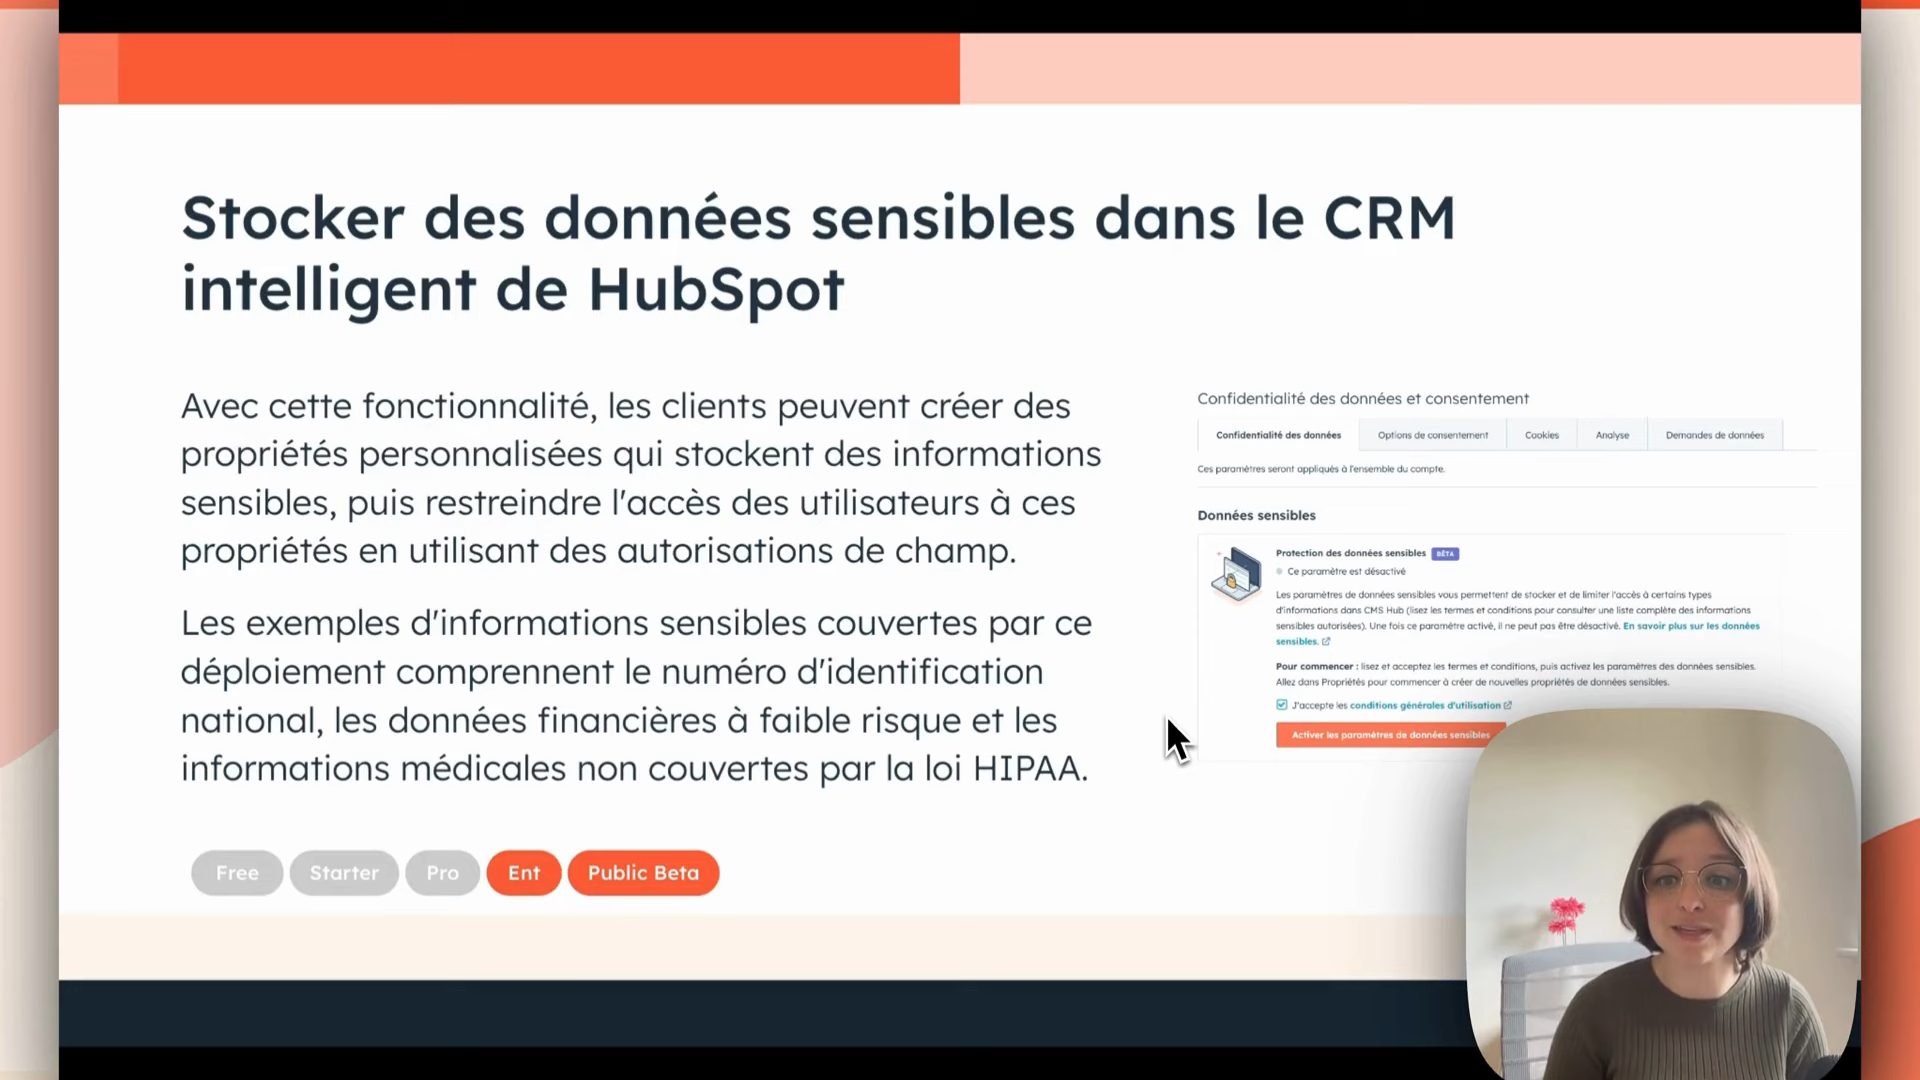 Stocker des données sensibles dans le CRM
intelligent de HubSpot
Avec cette fonctionnalité, les clients peuvent créer des
propriétés personnalisées qui stockent des informations
sensibles, puis restreindre l'accès des utilisateurs à ces
propriétés en utilisant des autorisations de champ.
Les exemples d'informations sensibles couvertes par ce
déploiement comprennent le numéro d'identification
national, les données financières à faible risque et les
informations médicales non couvertes par la loi HIPAA.
Free Starter Pro Ent Public Beta
Confidentialité des données et consentement
Confidentialité des données Options de consentement Cookies Analyse Demandes de données
Ces paramètres seront appliqués à l'ensemble du compte.
Données sensibles
Protection des données sensibles BÊTA
Ce paramètre est désactivé
Les paramètres de données sensibles vous permettent de stocker et de limiter l'accès à certains types
d'informations dans CMS Hub (lisez les termes et conditions pour consulter une liste complète des informations
sensibles autorisées). Une fois ce paramètre activé, il ne peut pas être désactivé. En savoir plus sur les données
sensibles.
Pour commencer : lisez et acceptez les termes et conditions, puis activez les paramètres des données sensibles.
Allez dans Propriétés pour commencer à créer de nouvelles propriétés de données sensibles.
J'accepte les conditions générales d'utilisation
Activer les paramètres de données sensibles